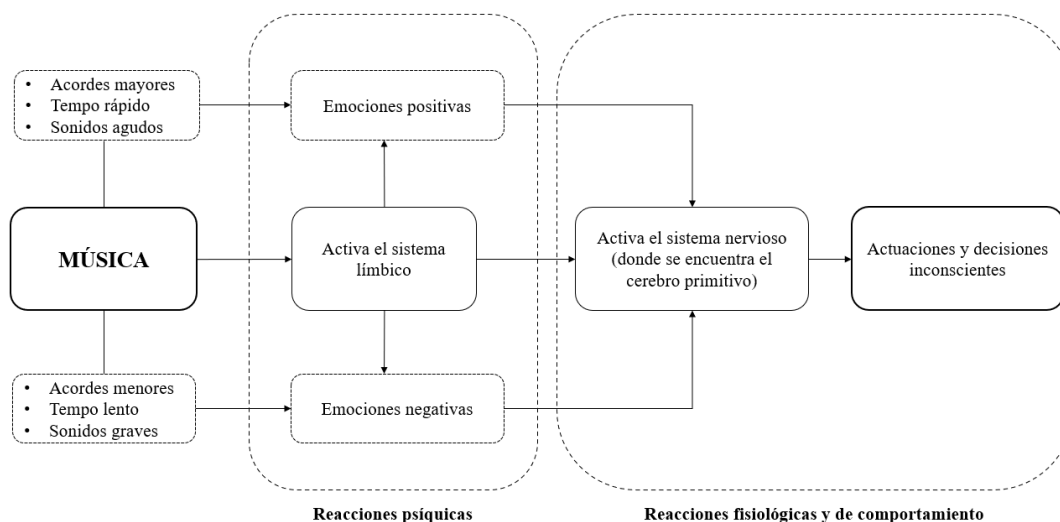 • Acordes mayores
• Tempo rápido
• Sonidos agudos
Emociones positivas
MÚSICA
Activa el sistema
límbico
Activa el sistema nervioso
(donde se encuentra el
cerebro primitivo)
Actuaciones y decisiones
inconscientes
• Acordes menores
• Tempo lento
• Sonidos graves
Emociones negativas
Reacciones psíquicas
Reacciones fisiológicas y de comportamiento